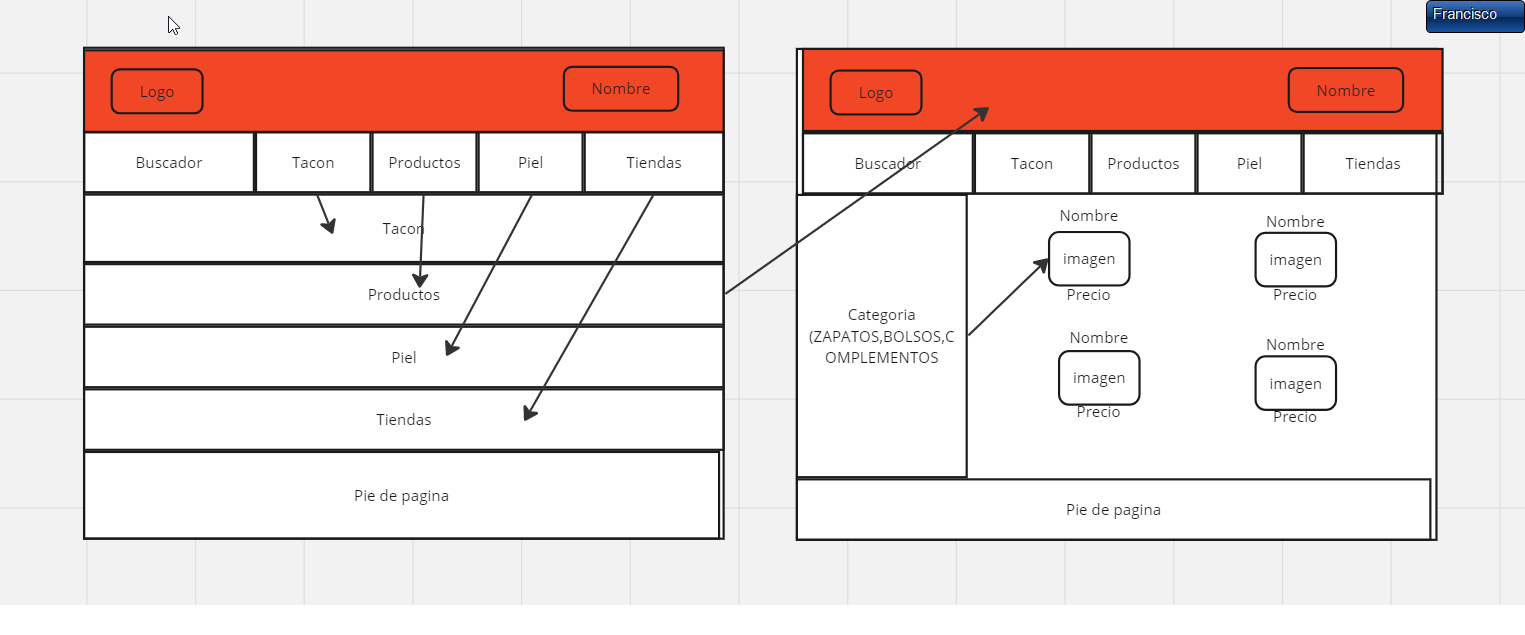 Francisco
Logo
Nombre
Buscador
Tacon
Productos
Piel
Tiendas
Tacon
Productos
Piel
Tiendas
Pie de pagina
Logo
Nombre
Buscador
Tacon
Productos
Piel
Tiendas
Categoria
(ZAPATOS,BOLSOS,C
OMPLEMENTOS
Nombre
imagen
Precio
Nombre
imagen
Precio
Nombre
imagen
Precio
Nombre
imagen
Precio
Pie de pagina